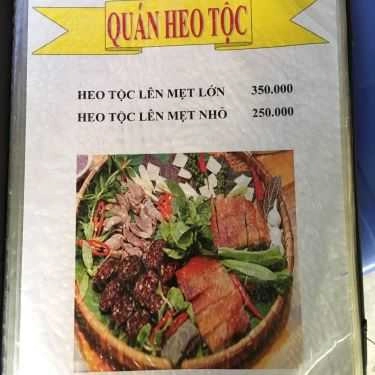 QUÁN HEO TỘC
HEO TỘC LÊN MẸT LỚN 350.000
HEO TỘC LÊN MẸT NHỎ 250.000